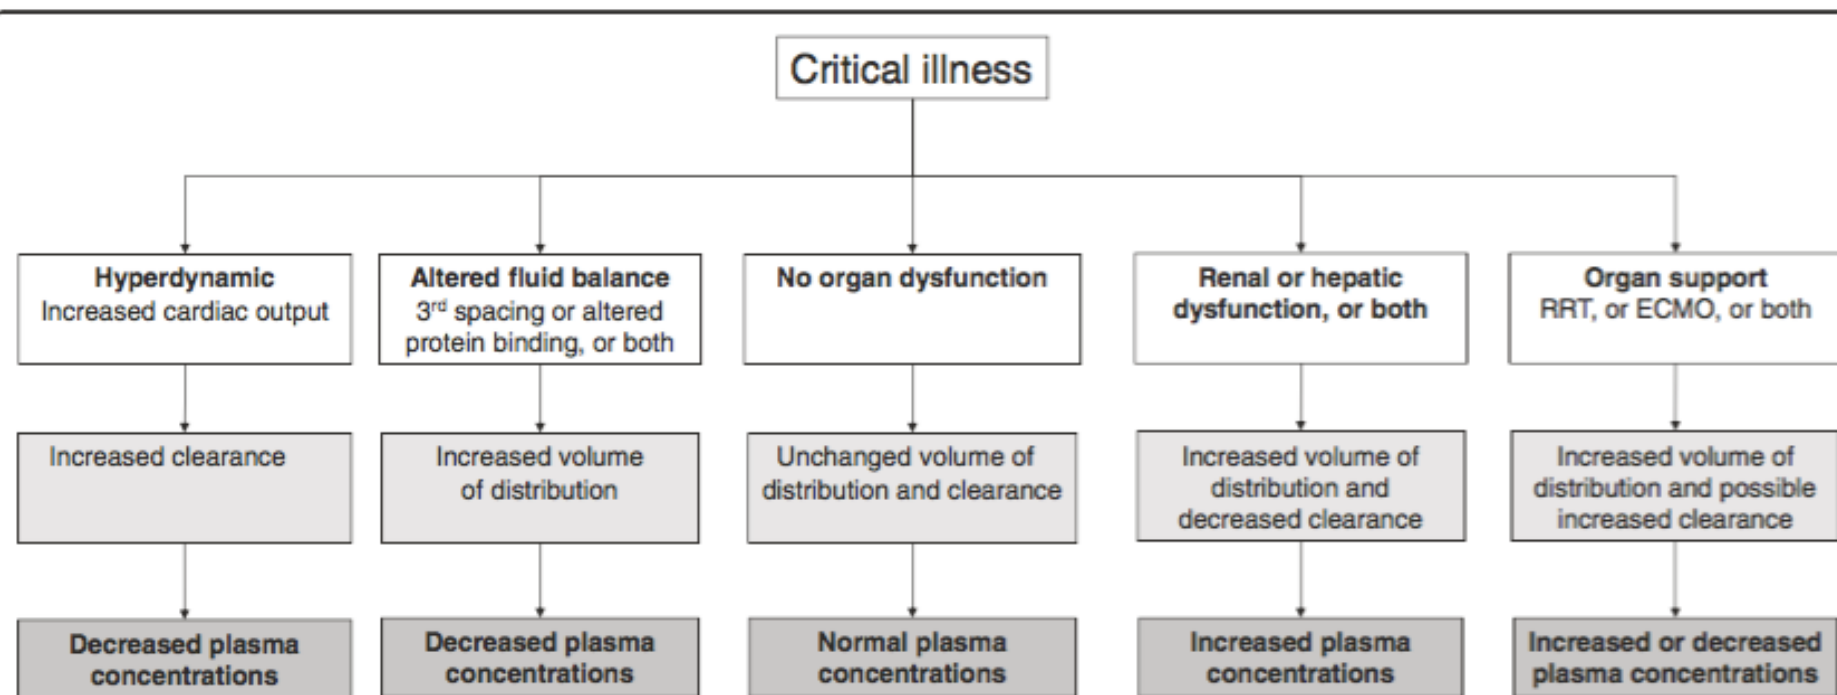 Critical illness
Hyperdynamic
Increased cardiac output
Altered fluid balance
3rd spacing or altered
protein binding, or both
No organ dysfunction
Renal or hepatic
dysfunction, or both
Organ support
RRT, or ECMO, or both
Increased clearance
Increased volume
of distribution
Unchanged volume of
distribution and clearance
Increased volume of
distribution and
decreased clearance
Increased volume of
distribution and possible
increased clearance
Decreased plasma
concentrations
Decreased plasma
concentrations
Normal plasma
concentrations
Increased plasma
concentrations
Increased or decreased
plasma concentrations